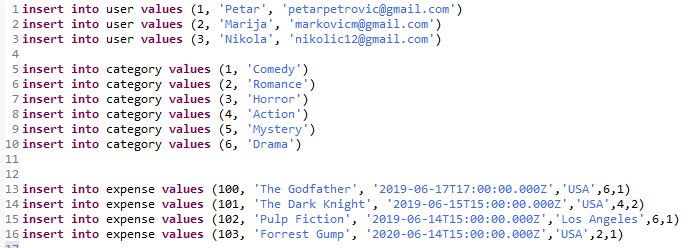 1 insert into user values (1, 'Petar', 'petarpetrovic@gmail.com')
2 insert into user values (2, 'Marija', 'markovicm@gmail.com')
3 insert into user values (3, 'Nikola', 'nikolic12@gmail.com')
4
5 insert into category values (1, 'Comedy')
6 insert into category values (2, 'Romance')
7 insert into category values (3, 'Horror')
8 insert into category values (4, 'Action')
9 insert into category values (5, 'Mystery')
10 insert into category values (6, 'Drama')
11
12
13 insert into expense values (100, 'The Godfather', '2019-06-17T17:00:00.000Z','USA',6,1)
14 insert into expense values (101, 'The Dark Knight', '2019-06-15T15:00:00.000Z','USA',4,2)
15 insert into expense values (102, 'Pulp Fiction', '2019-06-14T15:00:00.000Z','Los Angeles',6,1)
16 insert into expense values (103, 'Forrest Gump', '2020-06-14T15:00:00.000Z','USA',2,1)
17